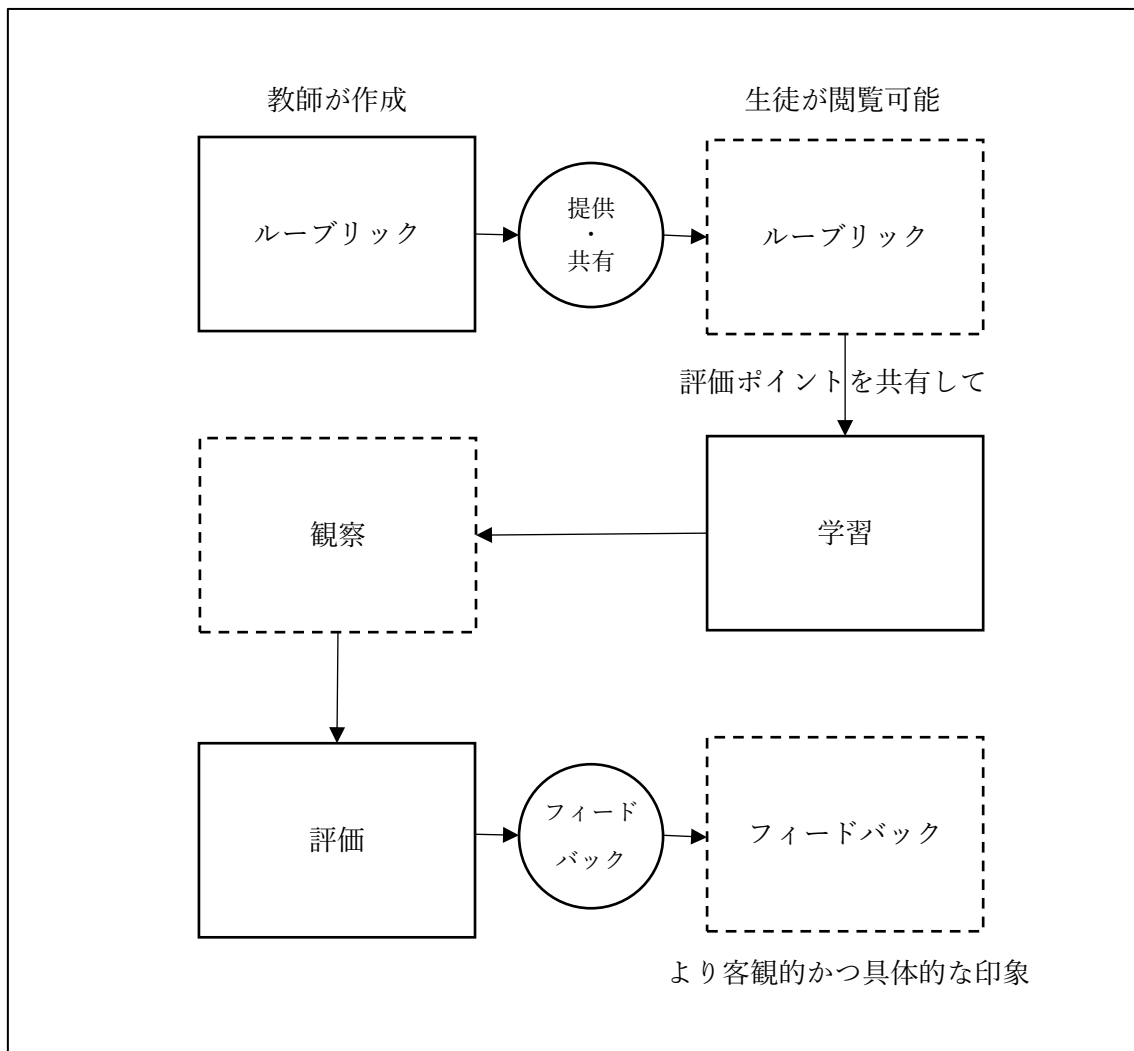 教師が作成
生徒が閲覧可能
ルーブリック
提供
・
共有
ルーブリック
評価ポイントを共有して
観察
学習
評価
フィード
バック
フィードバック
より客観的かつ具体的な印象